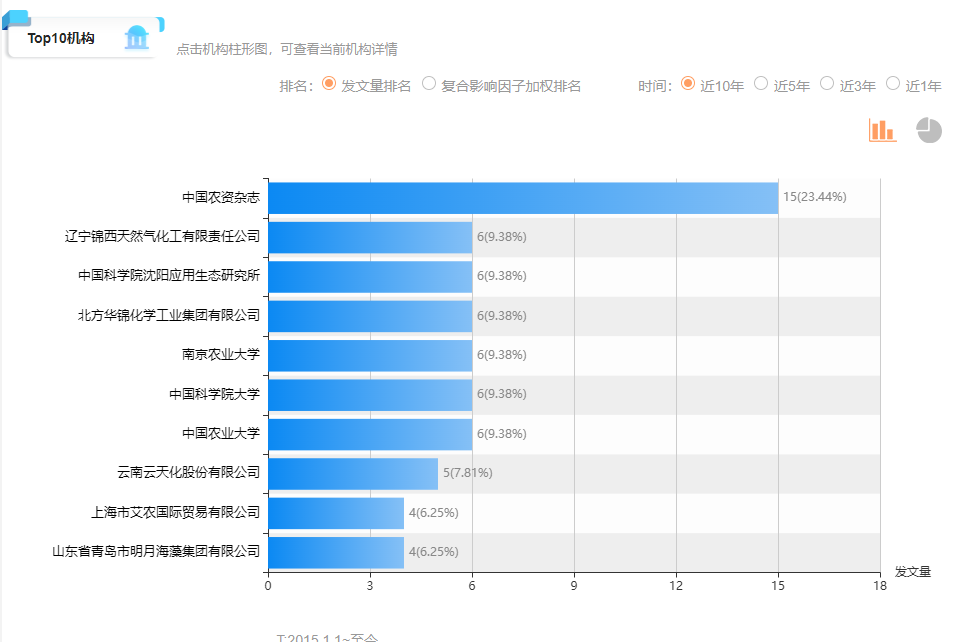 Top10机构
点击机构柱形图，可查看当前机构详情
排名： 发文量排名 复合影响因子加权排名 时间： 近10年 近5年 近3年 近1年
中国农资杂志 15(23.44%)
辽宁锦西天然气化工有限责任公司 6(9.38%)
中国科学院沈阳应用生态研究所 6(9.38%)
北方华锦化学工业集团有限公司 6(9.38%)
南京农业大学 6(9.38%)
中国科学院大学 6(9.38%)
中国农业大学 6(9.38%)
云南云天化股份有限公司 5(7.81%)
上海市艾农国际贸易有限公司 4(6.25%)
山东省青岛市明月海藻集团有限公司 4(6.25%)
发文量
0 3 6 9 12 15 18
T:2015.1.1~至今